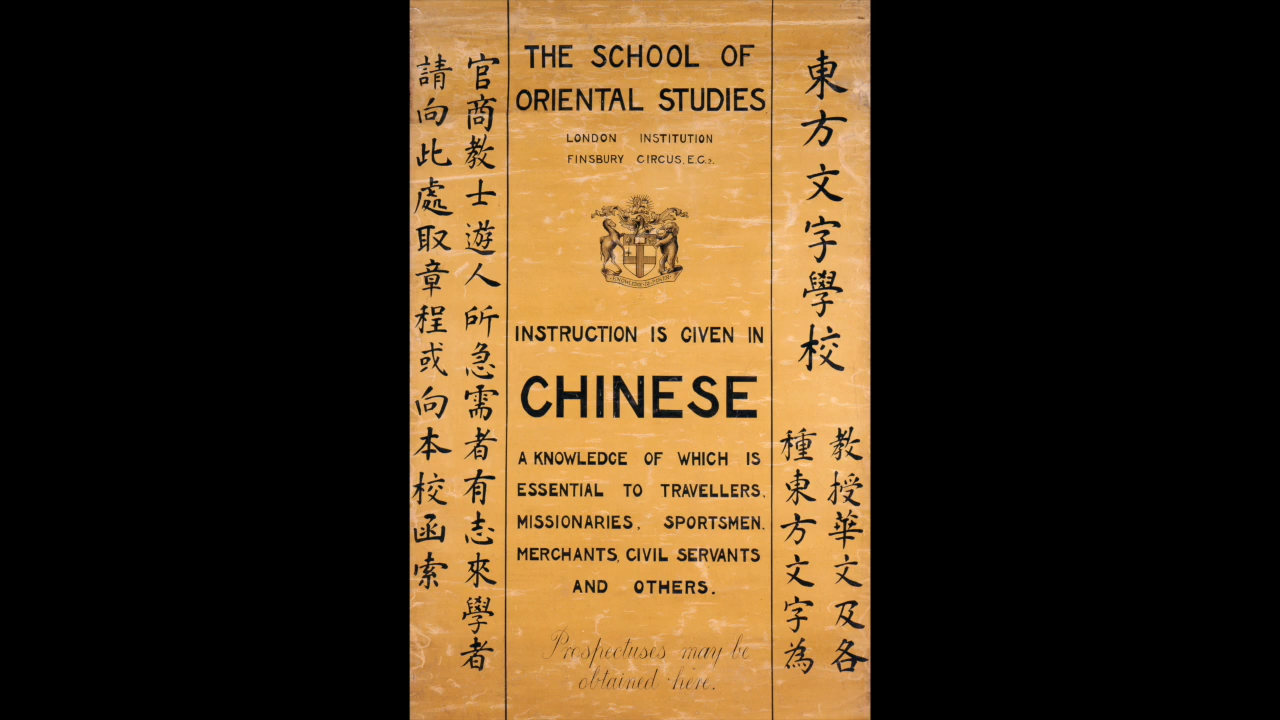 THE SCHOOL OF
ORIENTAL STUDIES
LONDON INSTITUTION
FINSBURY CIRCUS, E.C.2.
KNOWLEDGE IS POWER
INSTRUCTION IS GIVEN IN
CHINESE
A KNOWLEDGE OF WHICH IS
ESSENTIAL TO TRAVELLERS,
MISSIONARIES, SPORTSMEN,
MERCHANTS, CIVIL SERVANTS
AND OTHERS.
Prospectuses may be
obtained here.
東方文字學校
教授華文及各
種東方文字為
官商教士遊人所急需者有志來學者
請向此處取章程或向本校函索